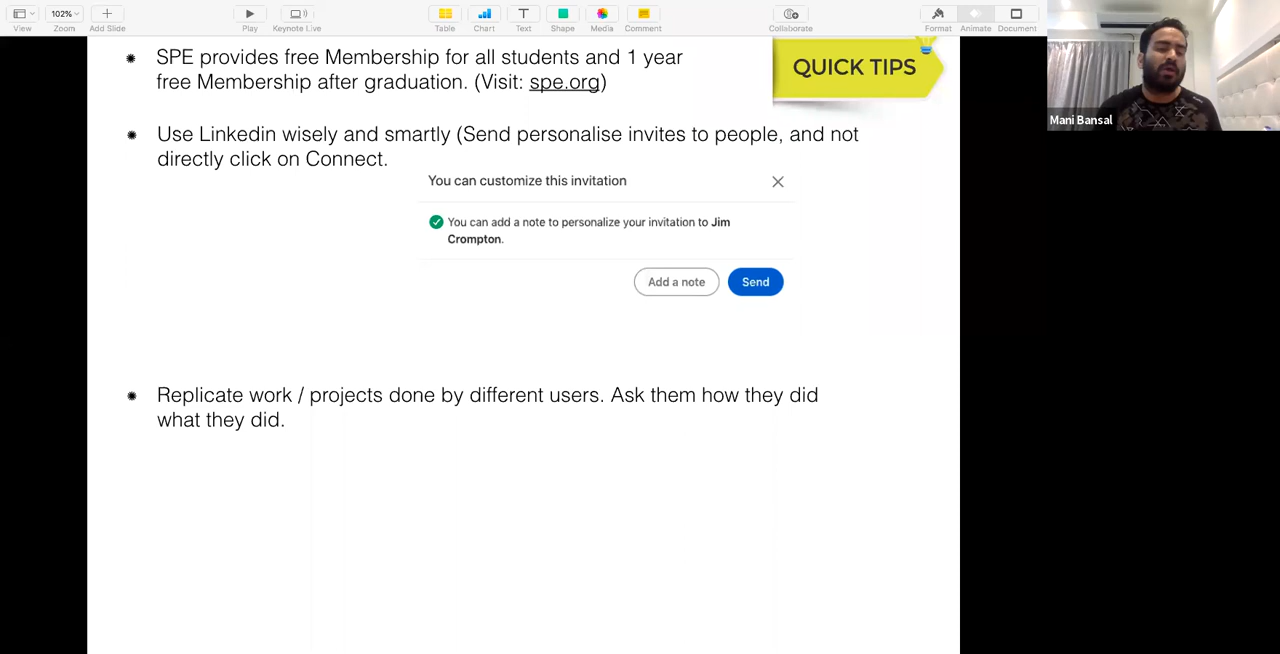 View
102%
Zoom
Add Slide
Play
Keynote Live
Table
Chart
Text
Shape
Media
Comment
Collaborate
Format
Animate
Document
SPE provides free Membership for all students and 1 year
free Membership after graduation. (Visit: spe.org)
QUICK TIPS
Mani Bansal
Use Linkedin wisely and smartly (Send personalise invites to people, and not
directly click on Connect.
You can customize this invitation
You can add a note to personalize your invitation to Jim
Crompton.
Add a note
Send
Replicate work / projects done by different users. Ask them how they did
what they did.